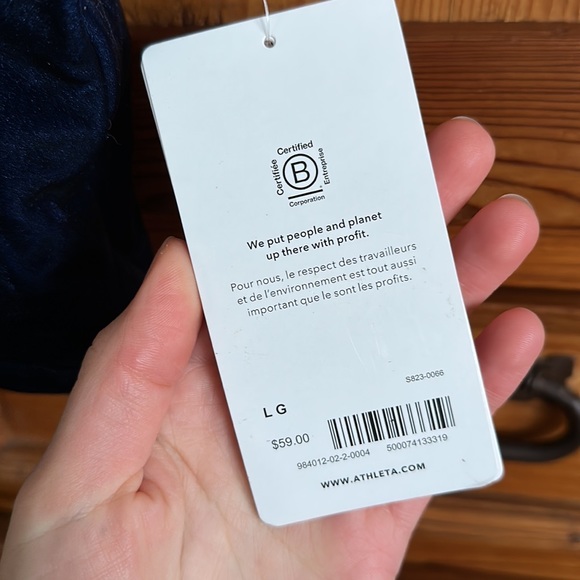 Certifiée
Certified
Entreprise
B
Corporation
We put people and planet
up there with profit.
Pour nous, le respect des travailleurs
et de l'environnement est tout aussi
important que le sont les profits.
S823-0066
LG
$59.00
984012-02-2-0004 500074133319
WWW.ATHLETA.COM